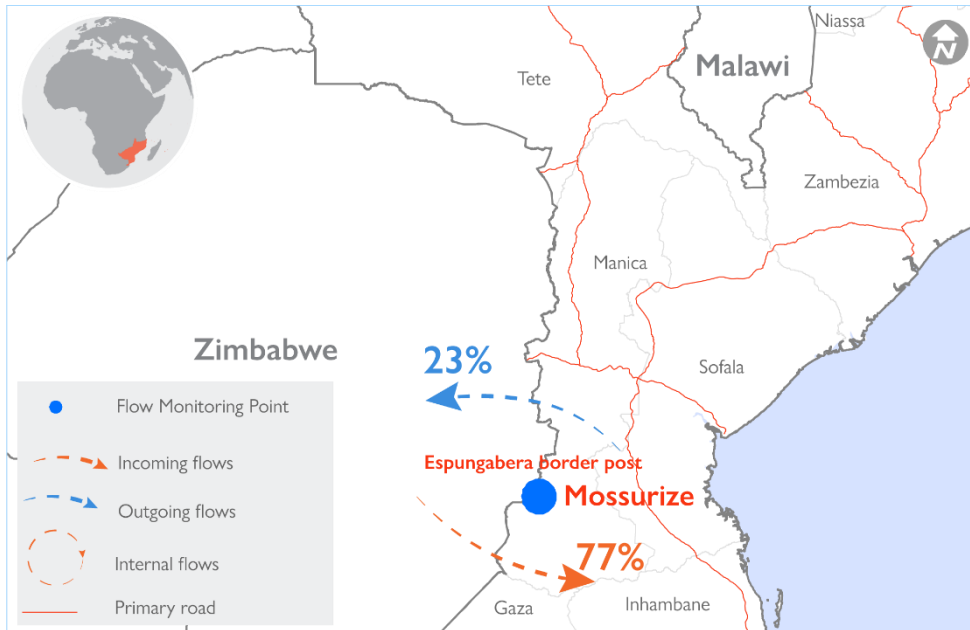 Niassa
N
Malawi
Tete
Zambezia
Manica
Zimbabwe
23%
Sofala
Flow Monitoring Point
Incoming flows
Espungabera border post
Mossurize
Outgoing flows
Internal flows
77%
Primary road
Gaza
Inhambane